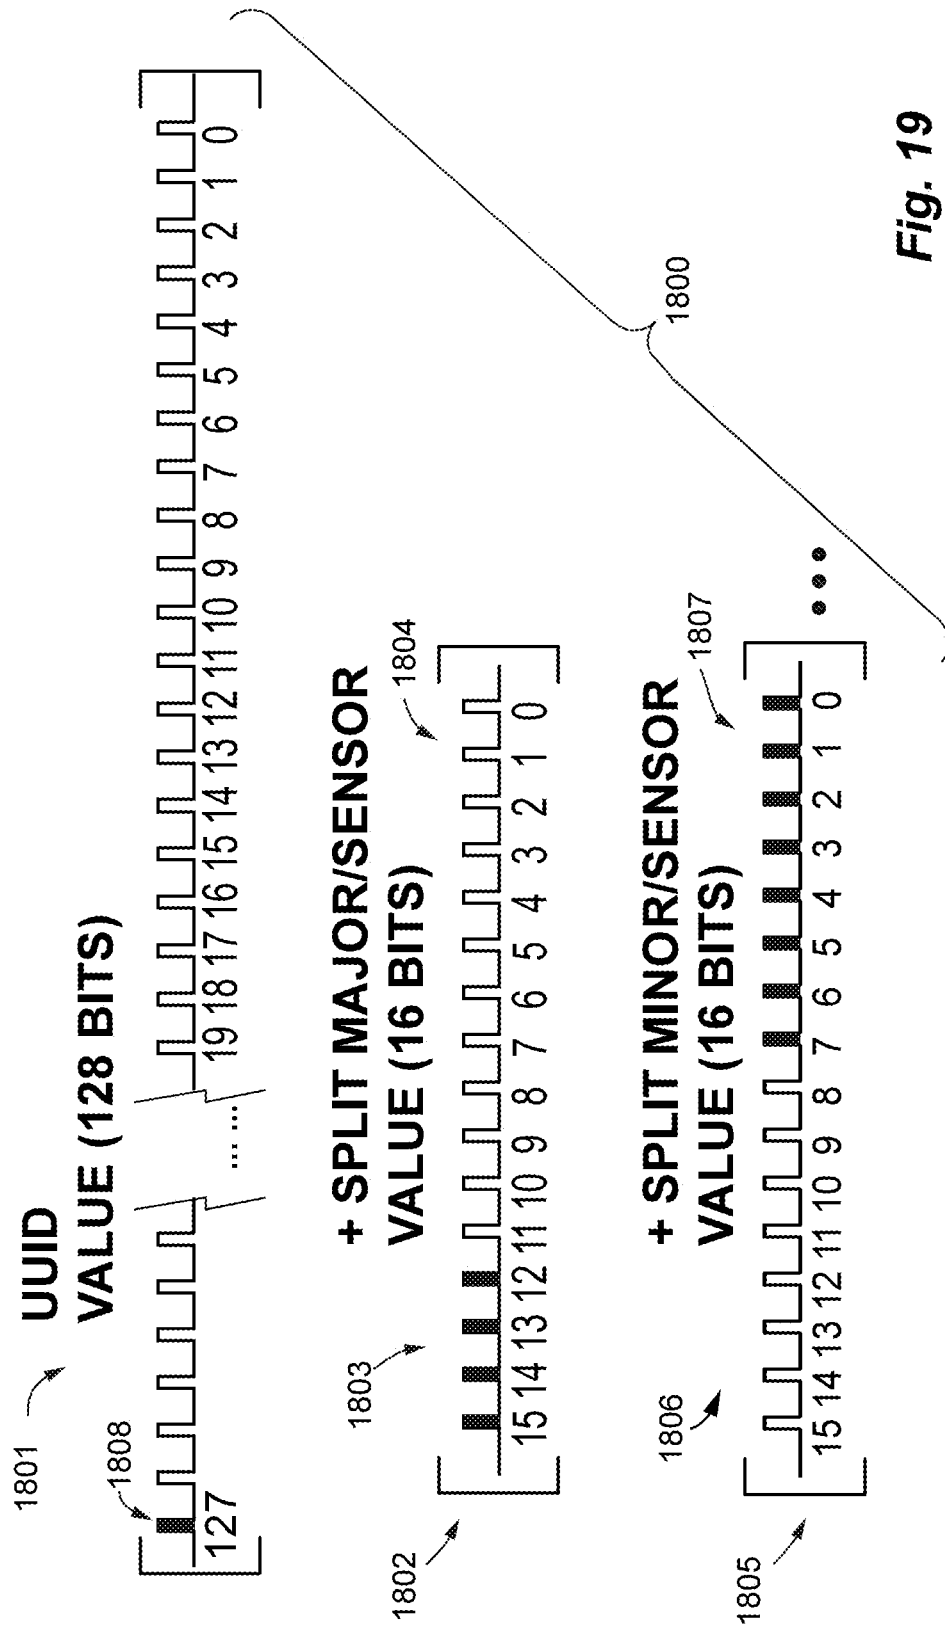 UUID
VALUE (128 BITS)
1801
1808
127 ... ... 19 18 17 16 15 14 13 12 11 10 9 8 7 6 5 4 3 2 1 0
+ SPLIT MAJOR/SENSOR
VALUE (16 BITS)
1802
1803
1804
15 14 13 12 11 10 9 8 7 6 5 4 3 2 1 0
1800
+ SPLIT MINOR/SENSOR
VALUE (16 BITS)
1805
1806
1807
15 14 13 12 11 10 9 8 7 6 5 4 3 2 1 0
Fig. 19